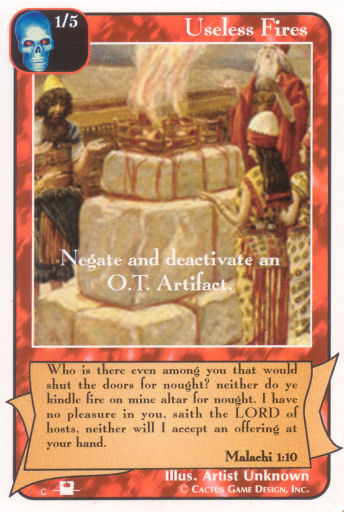 1/5
Useless Fires
Negate and deactivate an
O.T. Artifact.
Who is there even among you that would
shut the doors for nought? neither do ye
kindle fire on mine altar for nought. I have
no pleasure in you, saith the LORD of
hosts, neither will I accept an offering at
your hand.
Malachi 1:10
Illus. Artist Unknown
C
© Cactus Game Design, Inc.